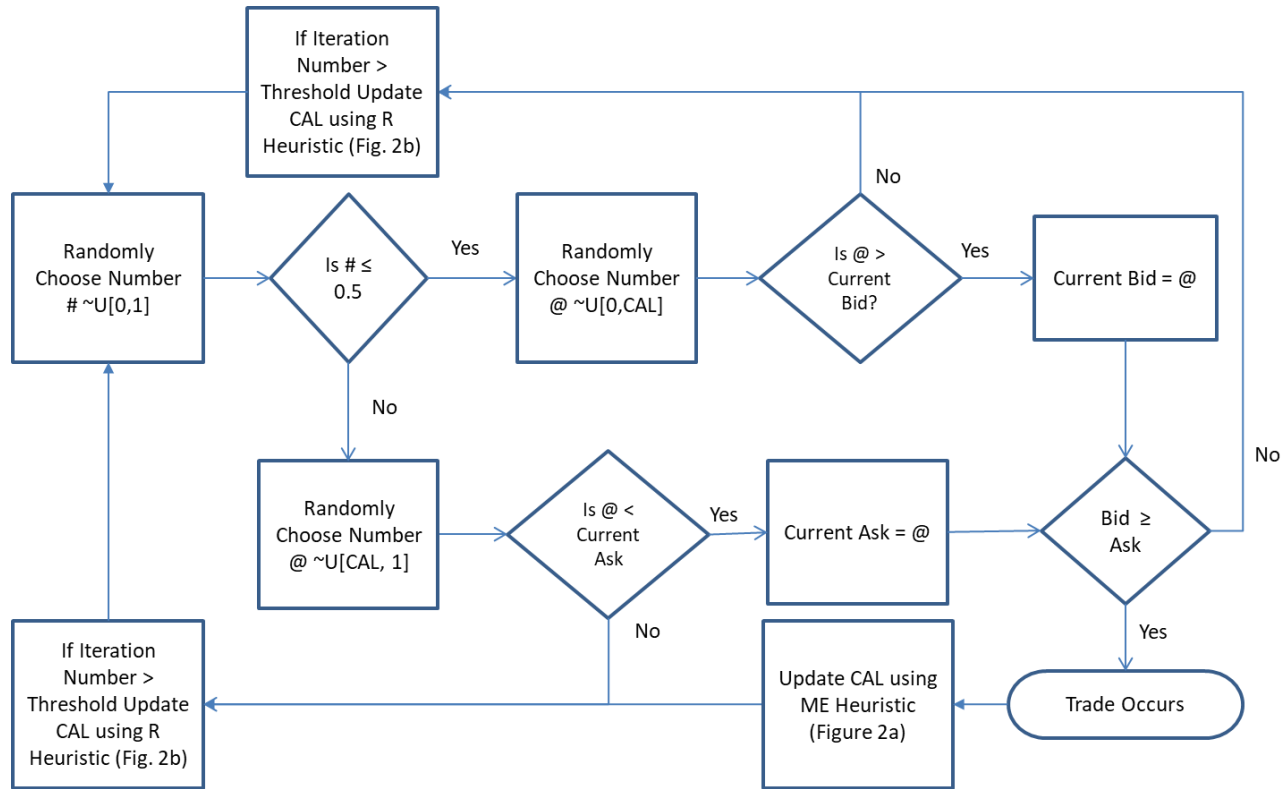 If Iteration
Number >
Threshold Update
CAL using R
Heuristic (Fig. 2b)
No
Randomly
Choose Number
# ~U[0,1]
Is # ≤
0.5
Yes
Randomly
Choose Number
@ ~U[0,CAL]
Is @ >
Current
Bid?
Yes
Current Bid = @
No
No
Randomly
Choose Number
@ ~U[CAL, 1]
Is @ <
Current
Ask
Yes
Current Ask = @
Bid ≥
Ask
No
Yes
If Iteration
Number >
Threshold Update
CAL using R
Heuristic (Fig. 2b)
Update CAL using
ME Heuristic
(Figure 2a)
Trade Occurs